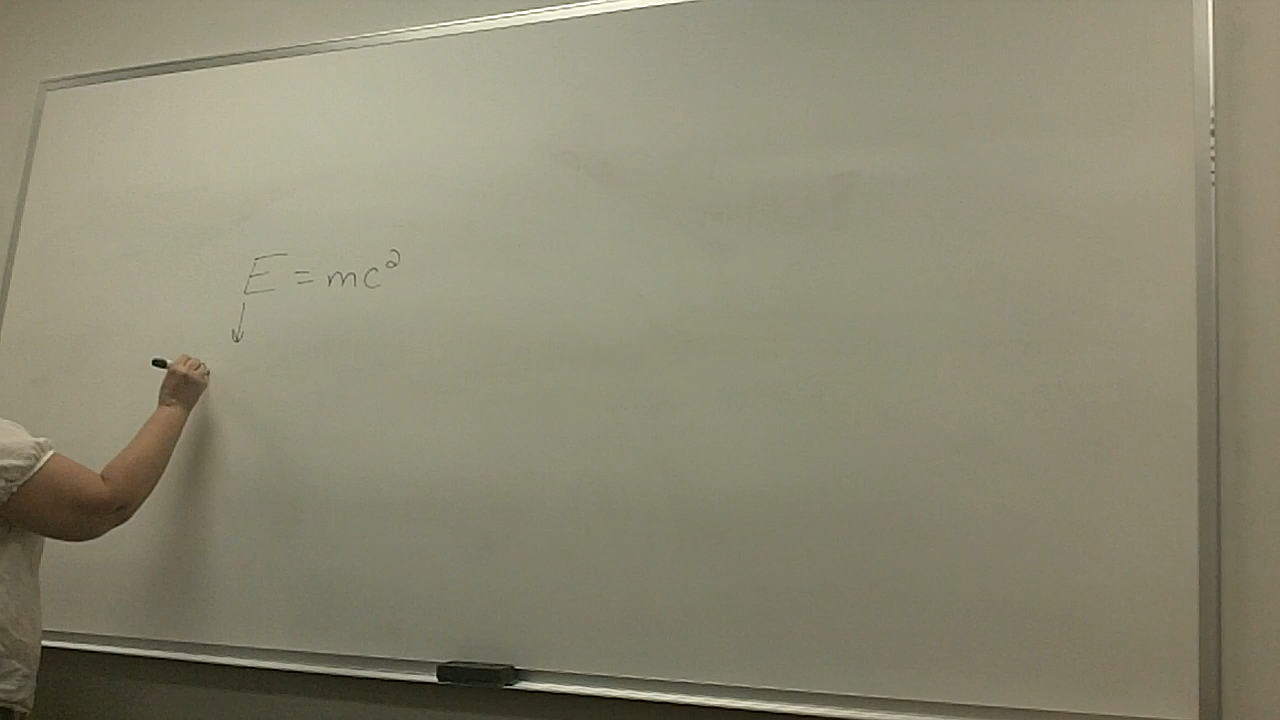 E = mc²
↓